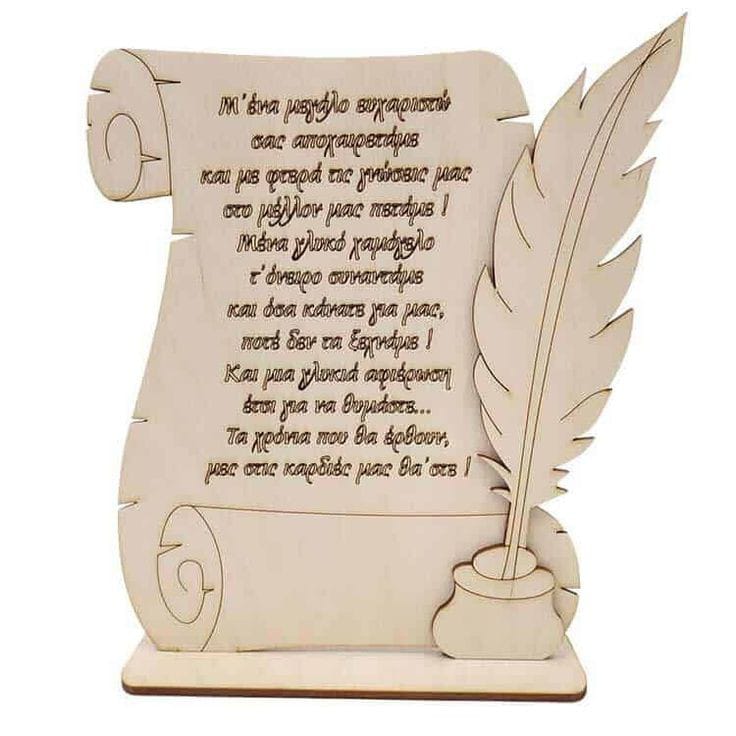 Μ'ένα μεγάλο ευχαριστώ
σας αποχαιρετάμε
και με φτερά τις γνώσεις μας
στο μέλλον μας πετάμε !
Μένα γλυκό χαμόγελο
τ'όνειρο συναντάμε
και όσα κάνατε για μας,
ποτέ δεν τα ξεχνάμε !
Και μια γλυκιά αφιέρωση
έτσι για να θυμάστε...
Τα χρόνια που θα έρθουν,
μες στις καρδιές μας θα'στε !